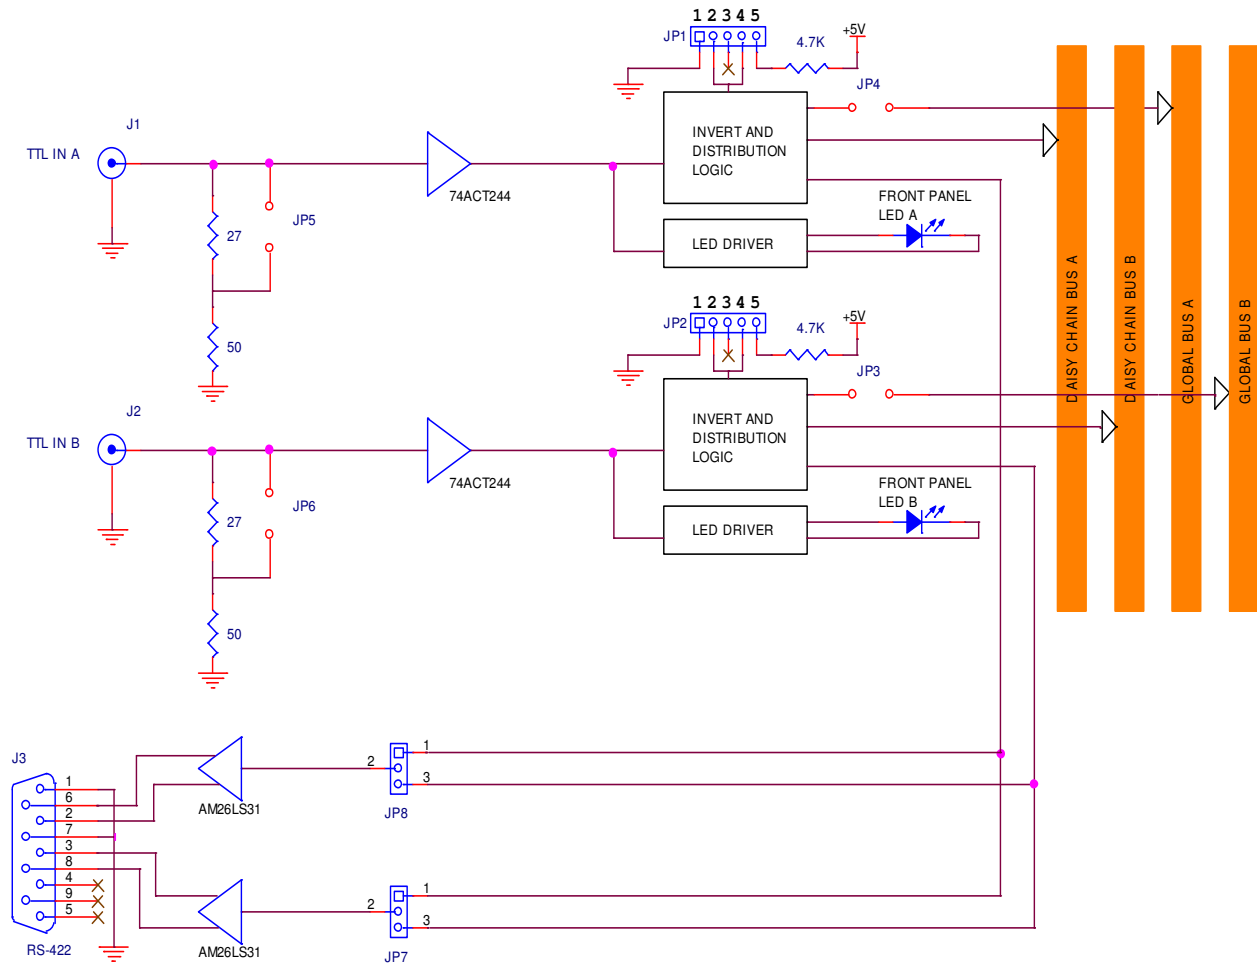 1 2 3 4 5
JP1
4.7K
+5V
JP4
J1
TTL IN A
74ACT244
INVERT AND
DISTRIBUTION
LOGIC
27
JP5
50
LED DRIVER
FRONT PANEL
LED A
1 2 3 4 5
JP2
4.7K
+5V
JP3
J2
TTL IN B
74ACT244
INVERT AND
DISTRIBUTION
LOGIC
27
JP6
50
LED DRIVER
FRONT PANEL
LED B
DAISY CHAIN BUS A
DAISY CHAIN BUS B
GLOBAL BUS A
GLOBAL BUS B
J3
1
6
2
7
3
8
4
9
5
RS-422
AM26LS31
2
1
3
JP8
AM26LS31
2
1
3
JP7